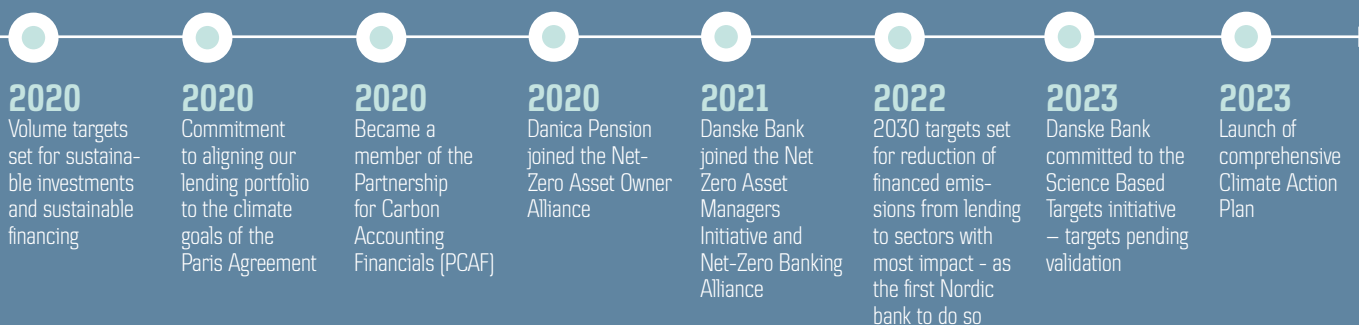 2020
Volume targets
set for sustaina-
ble investments
and sustainable
financing
2020
Commitment
to aligning our
lending portfolio
to the climate
goals of the
Paris Agreement
2020
Became a
member of the
Partnership
for Carbon
Accounting
Financials (PCAF)
2020
Danica Pension
joined the Net-
Zero Asset Owner
Alliance
2021
Danske Bank
joined the Net
Zero Asset
Managers
Initiative and
Net-Zero Banking
Alliance
2022
2030 targets set
for reduction of
financed emis-
sions from lending
to sectors with
most impact - as
the first Nordic
bank to do so
2023
Danske Bank
committed to the
Science Based
Targets initiative
– targets pending
validation
2023
Launch of
comprehensive
Climate Action
Plan